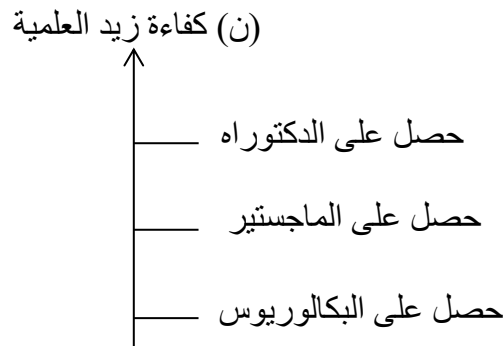 (ن) كفاءة زيد العلمية
حصل على الدكتوراه
حصل على الماجستير
حصل على البكالوريوس